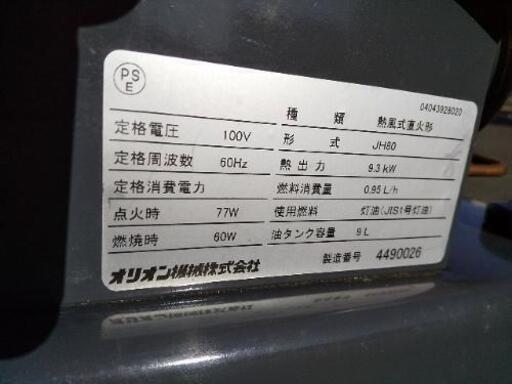 PS
E
04043928020
種類 熱風式直火形
定格電圧 100V
形式 JH80
定格周波数 60Hz
熱出力 9.3 kW
定格消費電力
燃料消費量 0.95 L/h
点火時 77W
使用燃料 灯油(JIS1号灯油)
燃焼時 60W
油タンク容量 9 L
オリオン機械株式会社
製造番号 4490026